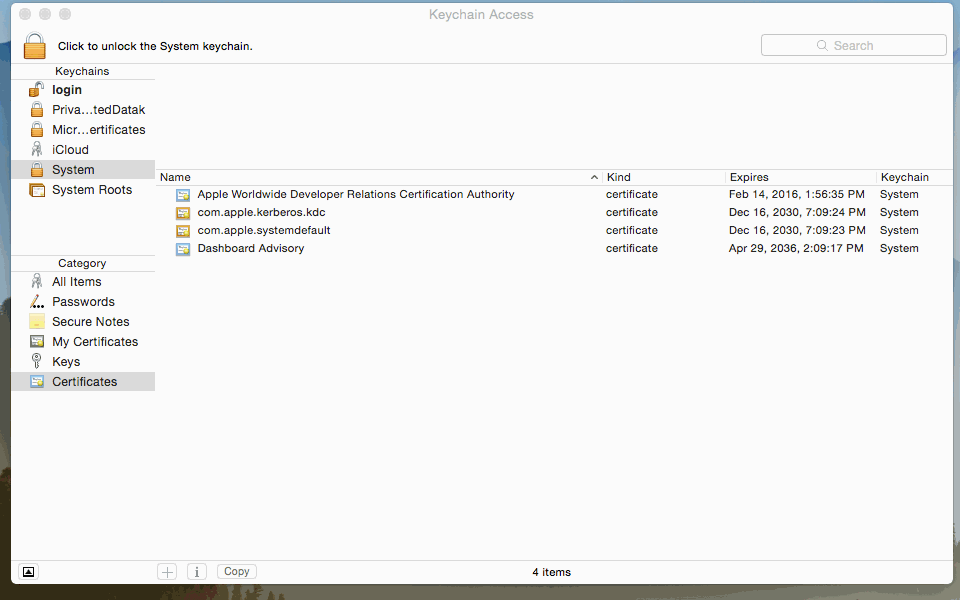 Keychain Access
Click to unlock the System keychain.
Search
Keychains
login
Priva...tedDatak
Micr...ertificates
iCloud
System
System Roots
Name Kind Expires Keychain
Apple Worldwide Developer Relations Certification Authority certificate Feb 14, 2016, 1:56:35 PM System
com.apple.kerberos.kdc certificate Dec 16, 2030, 7:09:24 PM System
com.apple.systemdefault certificate Dec 16, 2030, 7:09:23 PM System
Dashboard Advisory certificate Apr 29, 2036, 2:09:17 PM System
Category
All Items
Passwords
Secure Notes
My Certificates
Keys
Certificates
Copy
4 items